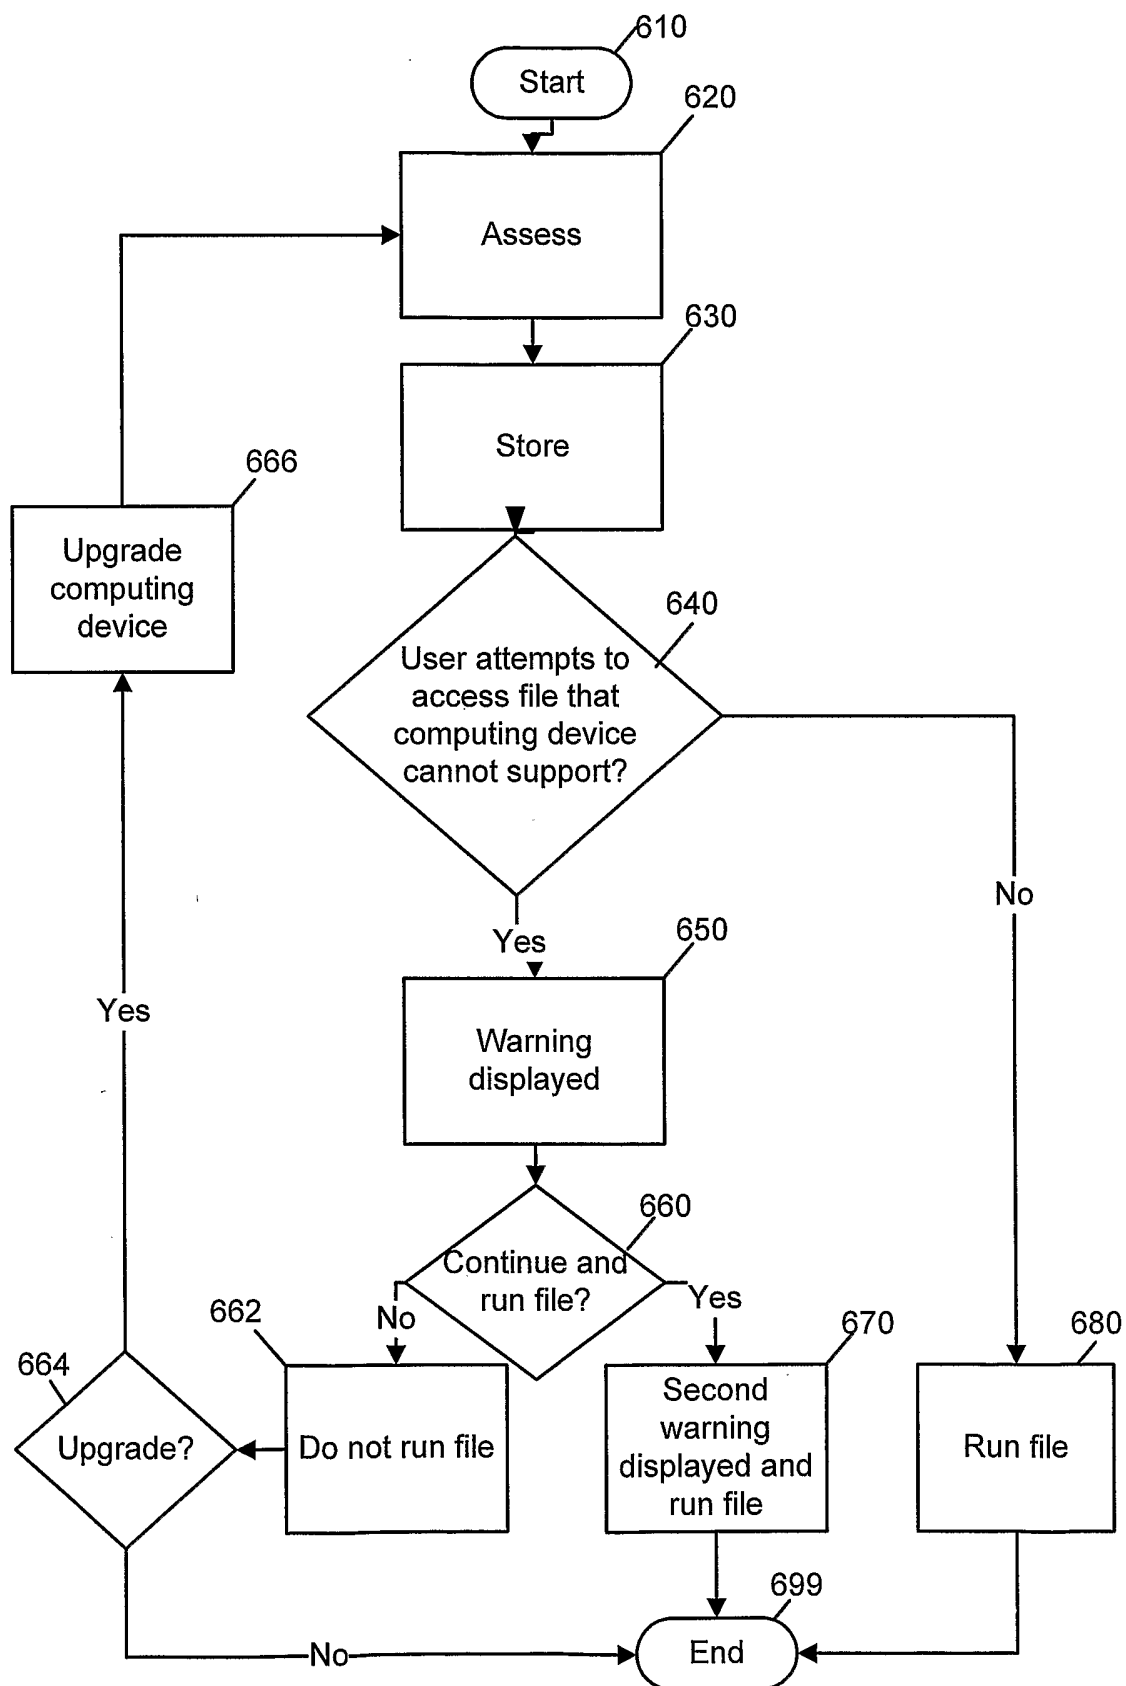 610
Start
620
Assess
630
Store
666
Upgrade
computing
device
640
User attempts to
access file that
computing device
cannot support?
No
Yes
650
Warning
displayed
Yes
660
Continue and
run file?
No
Yes
662
Do not run file
664
Upgrade?
670
Second
warning
displayed and
run file
680
Run file
699
End
No